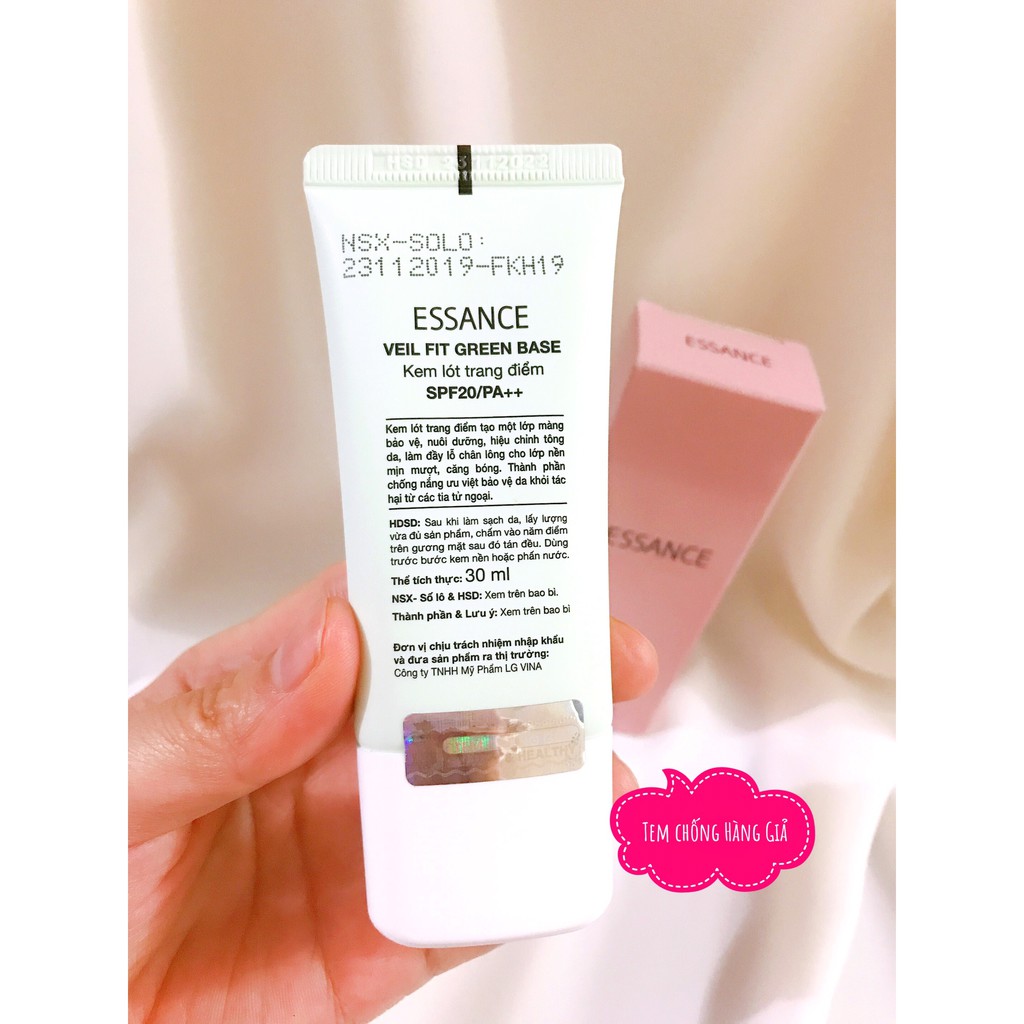 HSD 23112022
NSX-SOLO:
23112019-FKH19
ESSANCE
VEIL FIT GREEN BASE
Kem lót trang điểm
SPF20/PA++
Kem lót trang điểm tạo một lớp màng
bảo vệ, nuôi dưỡng, hiệu chỉnh tông
da, làm đầy lỗ chân lông cho lớp nền
mịn mượt, căng bóng. Thành phần
chống nắng ưu việt bảo vệ da khỏi tác
hại từ các tia tử ngoại.
HDSD: Sau khi làm sạch da, lấy lượng
vừa đủ sản phẩm, chấm vào năm điểm
trên gương mặt sau đó tán đều. Dùng
trước bước kem nền hoặc phấn nước.
Thể tích thực: 30 ml
NSX- Số lô & HSD: Xem trên bao bì.
Thành phần & Lưu ý: Xem trên bao bì
Đơn vị chịu trách nhiệm nhập khẩu
và đưa sản phẩm ra thị trường:
Công ty TNHH Mỹ Phẩm LG VINA
HEALTHY
ESSANCE
ESSANCE
TEM CHỐNG HÀNG GIẢ